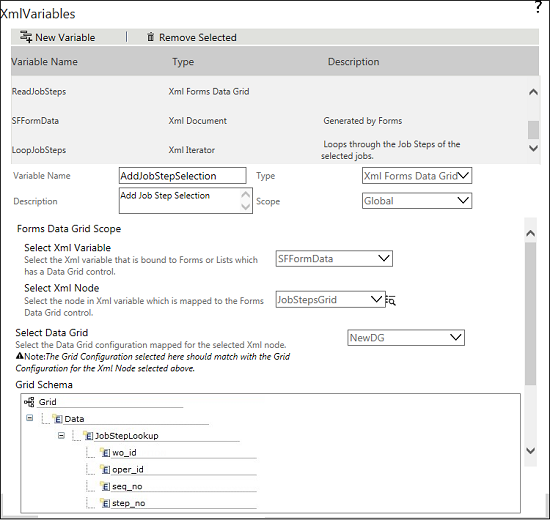 ?
XmlVariables
New Variable | Remove Selected
Variable Name Type Description
ReadJobSteps Xml Forms Data Grid
SFFormData Xml Document Generated by Forms
LoopJobSteps Xml Iterator Loops through the Job Steps of the
selected jobs.
Variable Name AddJobStepSelection Type Xml Forms Data Grid
Description Add Job Step Selection Scope Global
Forms Data Grid Scope
Select Xml Variable
Select the Xml variable that is bound to Forms or Lists which
has a Data Grid control.
SFFormData
Select Xml Node
Select the node in Xml variable which is mapped to the Forms
Data Grid control.
JobStepsGrid
Select Data Grid
Select the Data Grid configuration mapped for the selected Xml node.
Note:The Grid Configuration selected here should match with the Grid
Configuration for the Xml Node selected above.
NewDG
Grid Schema
Grid
E Data
E JobStepLookup
E wo_id
E oper_id
E seq_no
E step_no